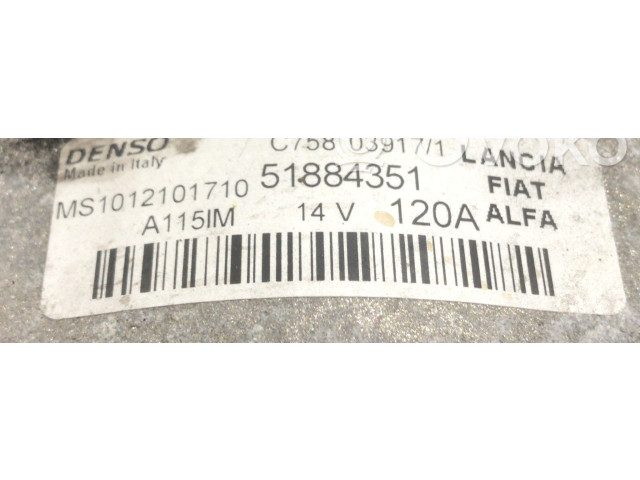 DENSO C758 03917/1 LANCIA
Made in Italy
MS1012101710 51884351 FIAT
A115IM 14 V 120A ALFA